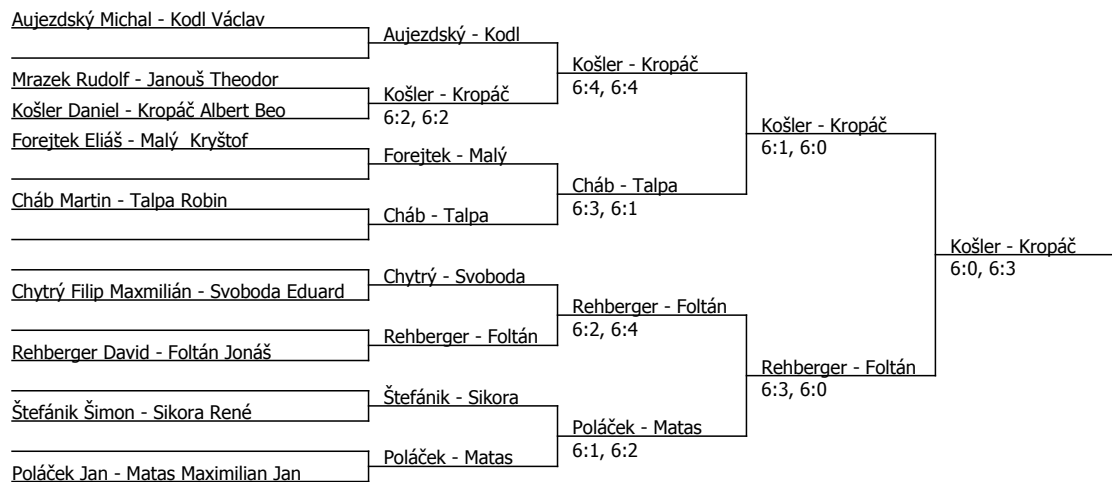 Aujezdský Michal - Kodl Václav
Mrazek Rudolf - Janouš Theodor
Košler Daniel - Kropáč Albert Beo
Forejtek Eliáš - Malý  Kryštof
Cháb Martin - Talpa Robin
Chytrý Filip Maxmilián - Svoboda Eduard
Rehberger David - Foltán Jonáš
Štefánik Šimon - Sikora René
Poláček Jan - Matas Maximilian Jan
Aujezdský - Kodl
Košler - Kropáč
6:2, 6:2
Forejtek - Malý
Cháb - Talpa
Chytrý - Svoboda
Rehberger - Foltán
Štefánik - Sikora
Poláček - Matas
Košler - Kropáč
6:4, 6:4
Cháb - Talpa
6:3, 6:1
Rehberger - Foltán
6:2, 6:4
Poláček - Matas
6:1, 6:2
Košler - Kropáč
6:1, 6:0
Rehberger - Foltán
6:3, 6:0
Košler - Kropáč
6:0, 6:3